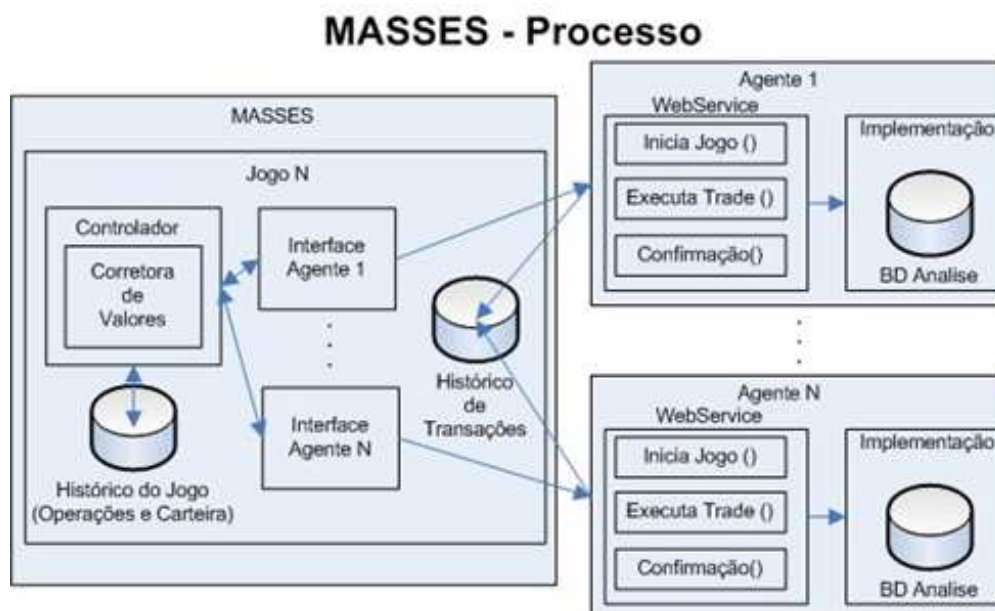 MASSES - Processo
MASSES
Jogo N
Controlador
Corretora
de
Valores
Histórico do Jogo
(Operações e Carteira)
Interface
Agente 1
Interface
Agente N
Histórico
de
Transações
Agente 1
WebService
Inicia Jogo ()
Executa Trade ()
Confirmação()
Implementação
BD Analise
Agente N
WebService
Inicia Jogo ()
Executa Trade ()
Confirmação()
Implementação
BD Analise